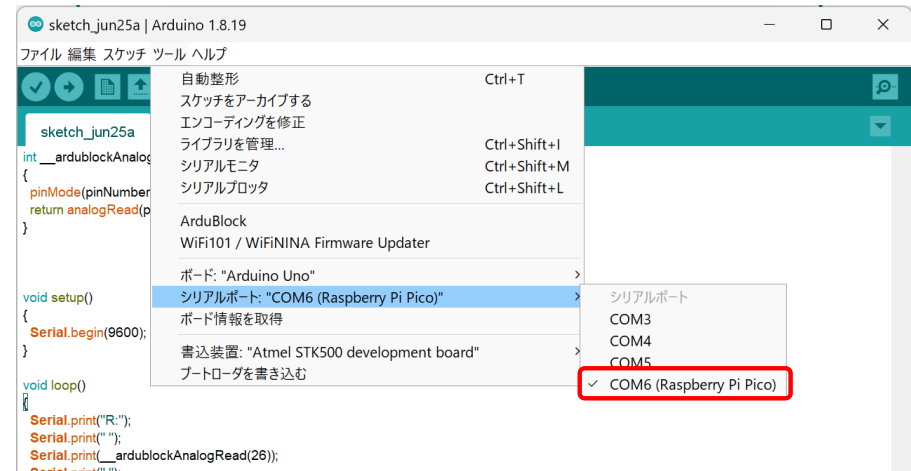 sketch_jun25a | Arduino 1.8.19
ファイル 編集 スケッチ ツール ヘルプ
自動整形 Ctrl+T
スケッチをアーカイブする
エンコーディングを修正
ライブラリを管理... Ctrl+Shift+I
シリアルモニタ Ctrl+Shift+M
シリアルプロッタ Ctrl+Shift+L
ArduBlock
WiFi101 / WiFiNINA Firmware Updater
ボード: "Arduino Uno"
シリアルポート: "COM6 (Raspberry Pi Pico)"
ボード情報を取得
書込装置: "Atmel STK500 development board"
ブートローダを書き込む
シリアルポート
COM3
COM4
COM5
COM6 (Raspberry Pi Pico)
sketch_jun25a
int __ardublockAnalog
{
pinMode(pinNumber
return analogRead(p
}
void setup()
{
Serial.begin(9600);
}
void loop()
{
Serial.print("R:");
Serial.print(" ");
Serial.print(__ardublockAnalogRead(26));